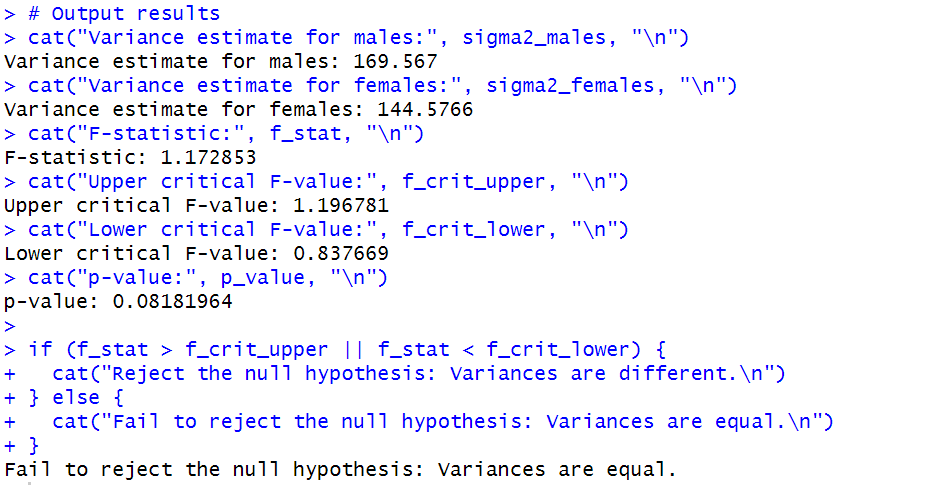 > # Output results
> cat("Variance estimate for males:", sigma2_males, "\n")
Variance estimate for males: 169.567
> cat("Variance estimate for females:", sigma2_females, "\n")
Variance estimate for females: 144.5766
> cat("F-statistic:", f_stat, "\n")
F-statistic: 1.172853
> cat("Upper critical F-value:", f_crit_upper, "\n")
Upper critical F-value: 1.196781
> cat("Lower critical F-value:", f_crit_lower, "\n")
Lower critical F-value: 0.837669
> cat("p-value:", p_value, "\n")
p-value: 0.08181964
>
> if (f_stat > f_crit_upper || f_stat < f_crit_lower) {
+   cat("Reject the null hypothesis: Variances are different.\n")
+ } else {
+   cat("Fail to reject the null hypothesis: Variances are equal.\n")
+ }
Fail to reject the null hypothesis: Variances are equal.